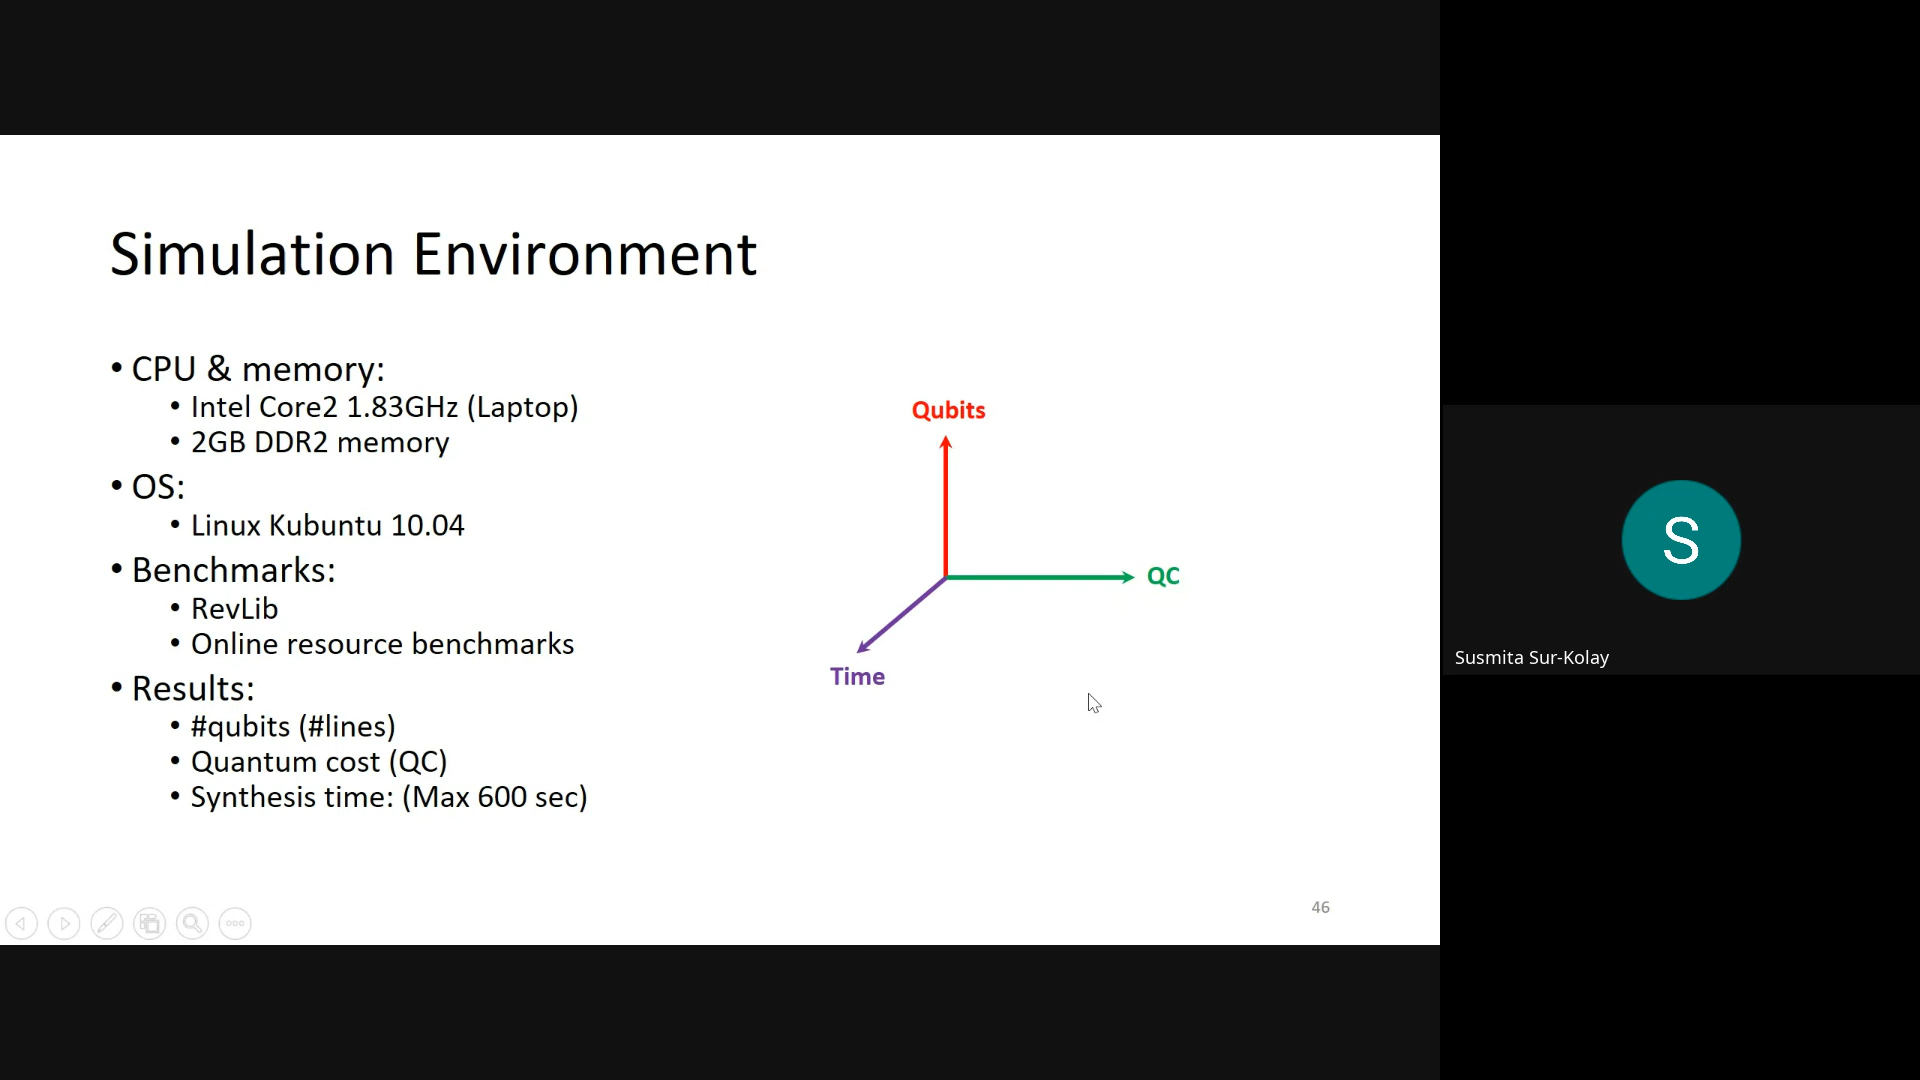 Simulation Environment
• CPU & memory:
• Intel Core2 1.83GHz (Laptop)
• 2GB DDR2 memory
• OS:
• Linux Kubuntu 10.04
• Benchmarks:
• RevLib
• Online resource benchmarks
• Results:
• #qubits (#lines)
• Quantum cost (QC)
• Synthesis time: (Max 600 sec)
Qubits
QC
Time
46
S
Susmita Sur-Kolay